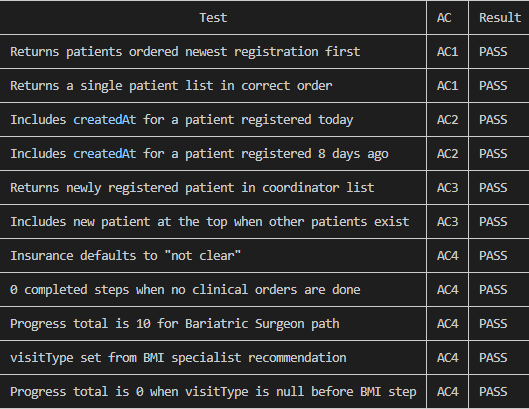 Test AC Result
Returns patients ordered newest registration first AC1 PASS
Returns a single patient list in correct order AC1 PASS
Includes createdAt for a patient registered today AC2 PASS
Includes createdAt for a patient registered 8 days ago AC2 PASS
Returns newly registered patient in coordinator list AC3 PASS
Includes new patient at the top when other patients exist AC3 PASS
Insurance defaults to "not clear" AC4 PASS
0 completed steps when no clinical orders are done AC4 PASS
Progress total is 10 for Bariatric Surgeon path AC4 PASS
visitType set from BMI specialist recommendation AC4 PASS
Progress total is 0 when visitType is null before BMI step AC4 PASS